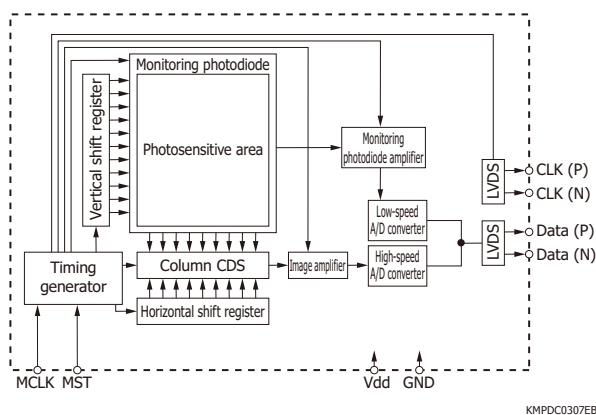 Monitoring photodiode
Vertical shift register
Photosensitive area
Monitoring
photodiode amplifier
LVDS
CLK (P)
CLK (N)
Low-speed
A/D converter
LVDS
Data (P)
Data (N)
Timing
generator
Column CDS
Image amplifier
High-speed
A/D converter
Horizontal shift register
MCLK
MST
Vdd
GND
KMPDC0307EB